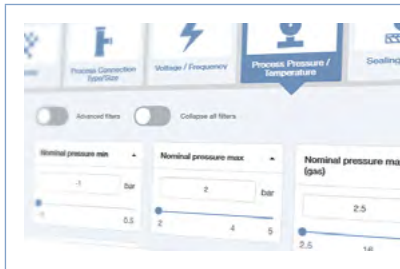 Process Connection
Type/Size
Voltage / Frequency
Process Pressure /
Temperature
Sealing
Advanced filters
Collapse all filters
Nominal pressure min
Nominal pressure max
Nominal pressure ma
(gas)
-1
bar
2
bar
2.5
-1
0.5
2
4
5
2.5
16